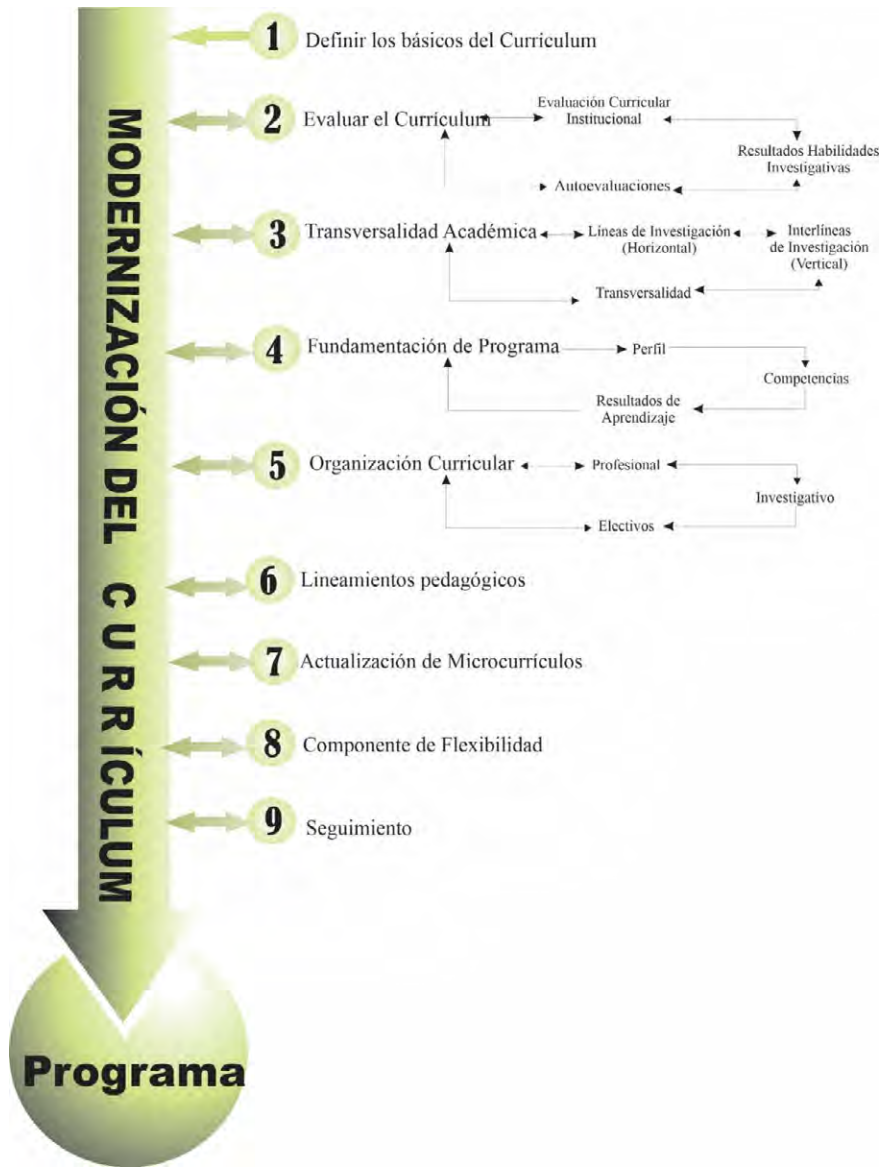 MODERNIZACIÓN DEL CURRÍCULUM
1 Definir los básicos del Curriculum
2 Evaluar el Currículum
Evaluación Curricular
Institucional
Resultados Habilidades
Investigativas
Autoevaluaciones
3 Transversalidad Académica
Líneas de Investigación
(Horizontal)
Interlíneas
de Investigación
(Vertical)
Transversalidad
4 Fundamentación de Programa
Perfil
Competencias
Resultados de
Aprendizaje
5 Organización Curricular
Profesional
Investigativo
Electivos
6 Lineamientos pedagógicos
7 Actualización de Microcurrículos
8 Componente de Flexibilidad
9 Seguimiento
Programa